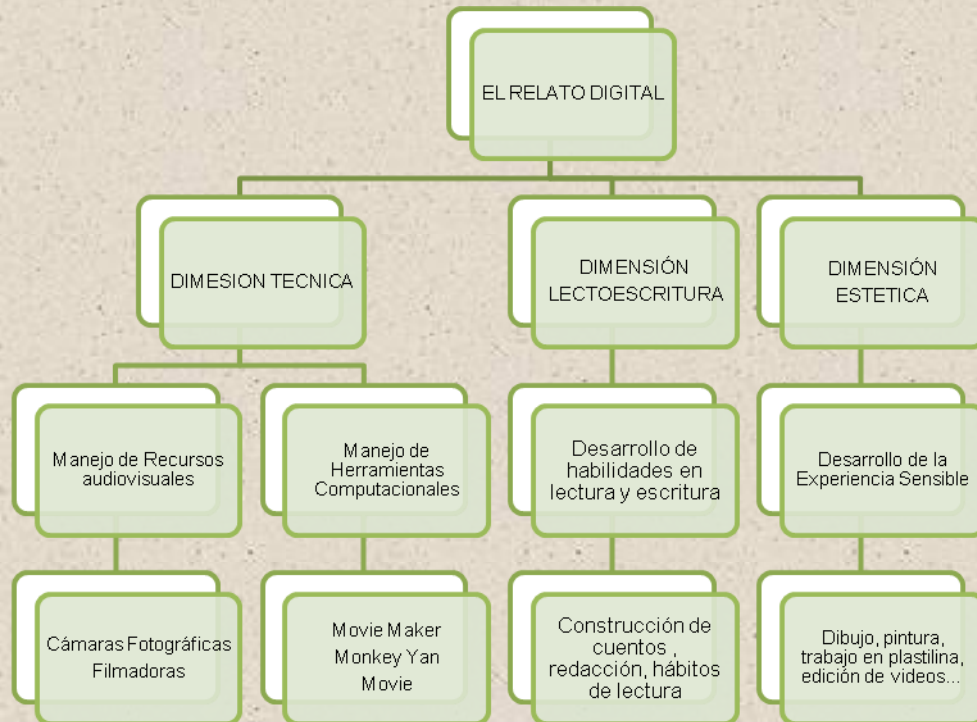 EL RELATO DIGITAL
DIMESION TECNICA
DIMENSIÓN
LECTOESCRITURA
DIMENSIÓN
ESTETICA
Manejo de Recursos
audiovisuales
Manejo de
Herramientas
Computacionales
Desarrollo de
habilidades en
lectura y escritura
Desarrollo de la
Experiencia Sensible
Cámaras Fotográficas
Filmadoras
Movie Maker
Monkey Yan
Movie
Construcción de
cuentos ,
redacción, hábitos
de lectura
Dibujo, pintura,
trabajo en plastilina,
edición de videos...